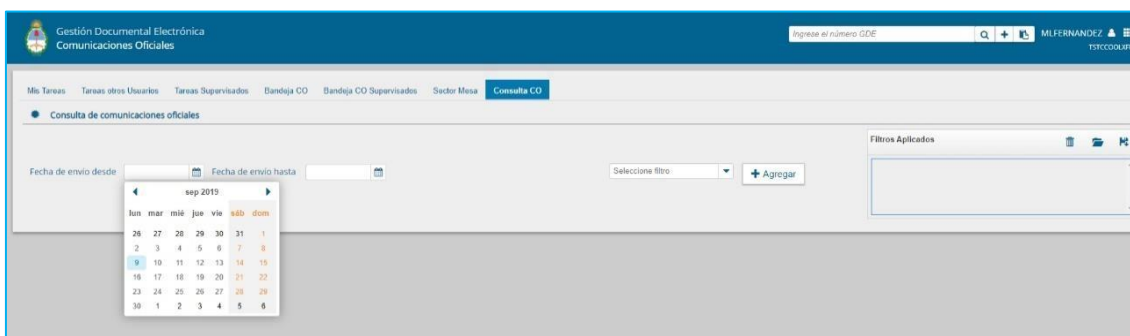 Gestión Documental Electrónica
Comunicaciones Oficiales
Ingrese el número GDE
MLFERNANDEZ
Mis Tareas Tareas otros Usuarios Tareas Supervisados Bandeja CO Bandeja CO Supervisados Sector Mesa Consulta CO
Consulta de comunicaciones oficiales
Filtros Aplicados
Fecha de envio desde Fecha de envio hasta Seleccione filtro Agregar
sep 2019
lun mar mié jue vie sáb dom
26 27 28 29 30 31 1
2 3 4 5 6 7 8
9 10 11 12 13 14 15
16 17 18 19 20 21 22
23 24 25 26 27 28 29
30 1 2 3 4 5 6